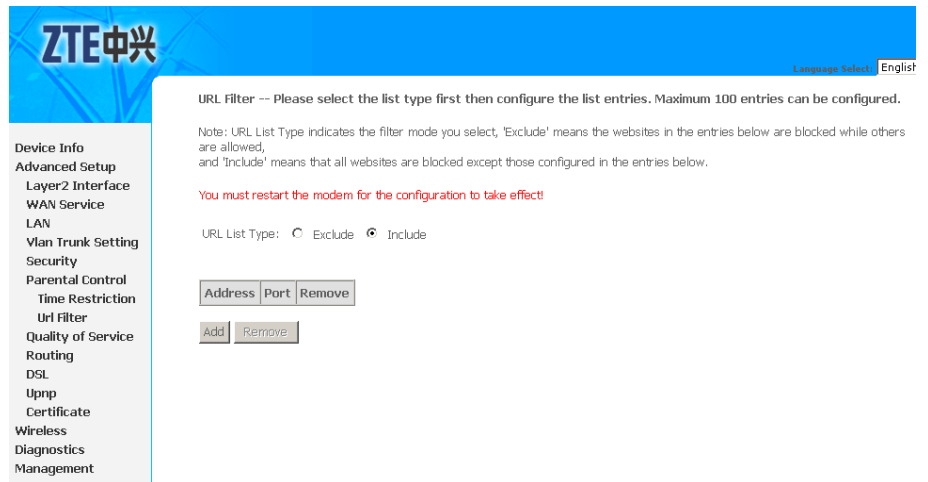 ZTE中兴
Language Select: English
URL Filter -- Please select the list type first then configure the list entries. Maximum 100 entries can be configured.
Note: URL List Type indicates the filter mode you select, 'Exclude' means the websites in the entries below are blocked while others
are allowed,
and 'Include' means that all websites are blocked except those configured in the entries below.
You must restart the modem for the configuration to take effect!
URL List Type: Exclude Include
Address Port Remove
Add Remove
Device Info
Advanced Setup
Layer2 Interface
WAN Service
LAN
Vlan Trunk Setting
Security
Parental Control
Time Restriction
Url Filter
Quality of Service
Routing
DSL
Upnp
Certificate
Wireless
Diagnostics
Management